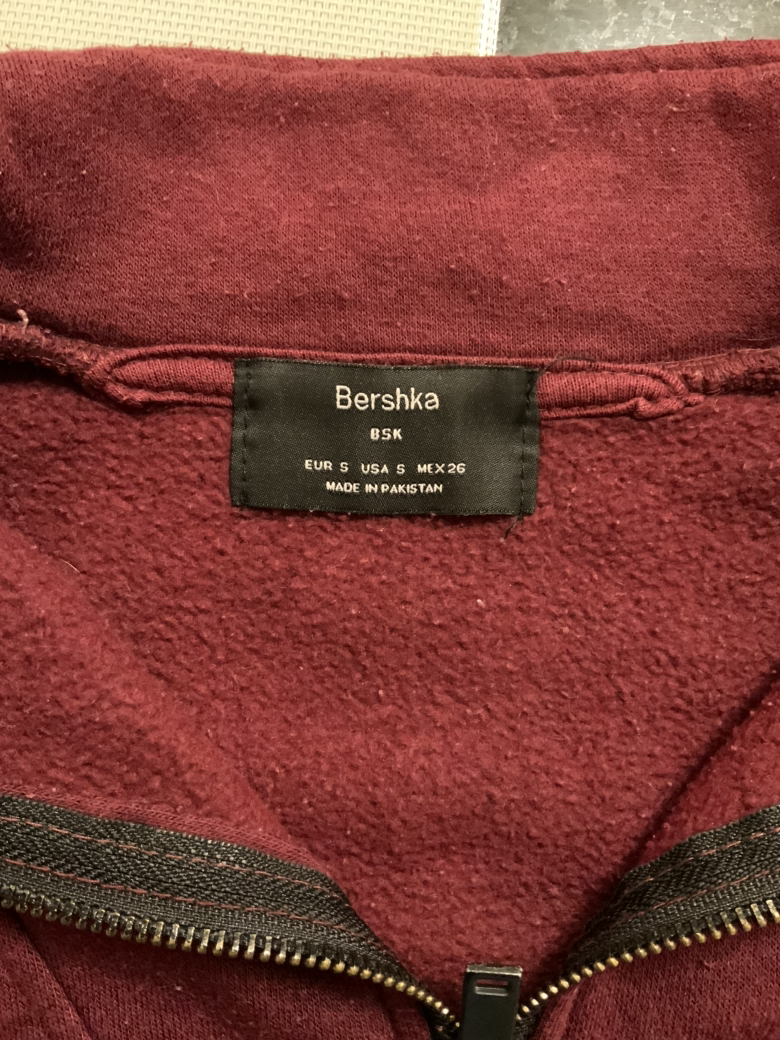 Bershka
BSK
EUR S USA S MEX 26
MADE IN PAKISTAN